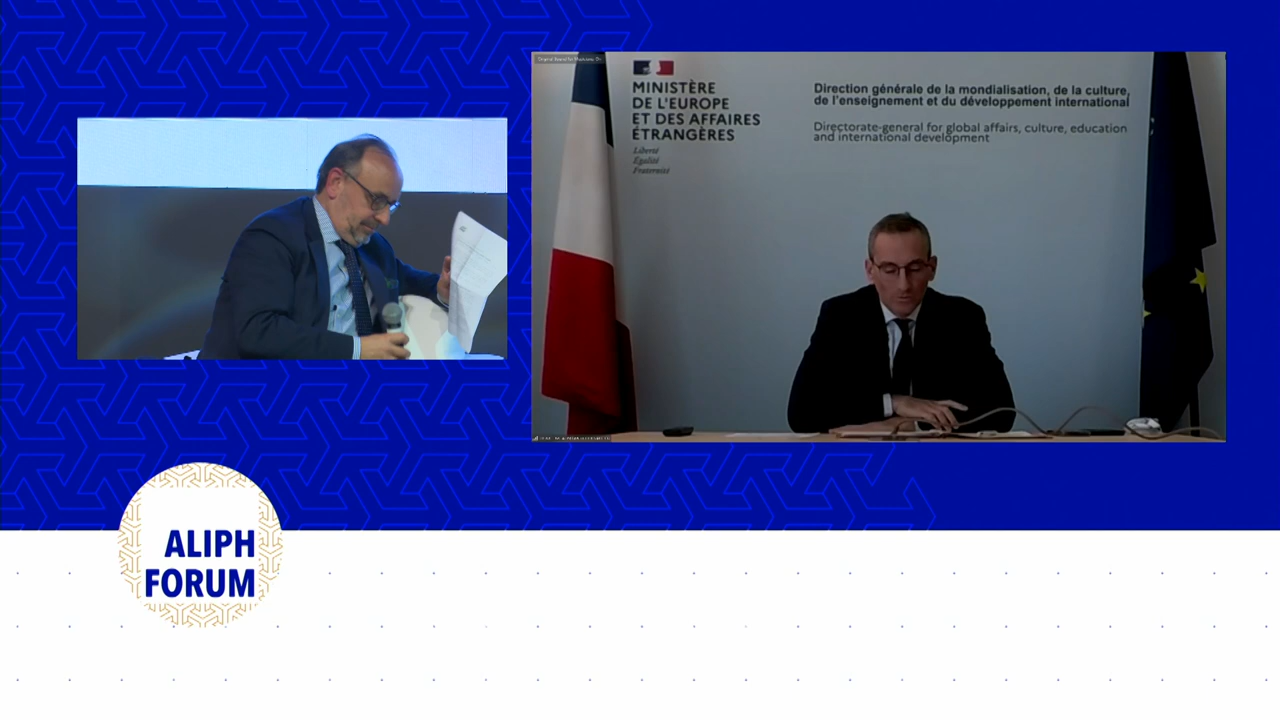 MINISTÈRE
DE L'EUROPE
ET DES AFFAIRES
ÉTRANGÈRES
Liberté
Égalité
Fraternité
Direction générale de la mondialisation, de la culture,
de l'enseignement et du développement international
Directorate-general for global affairs, culture, education
and international development
ALIPH
FORUM